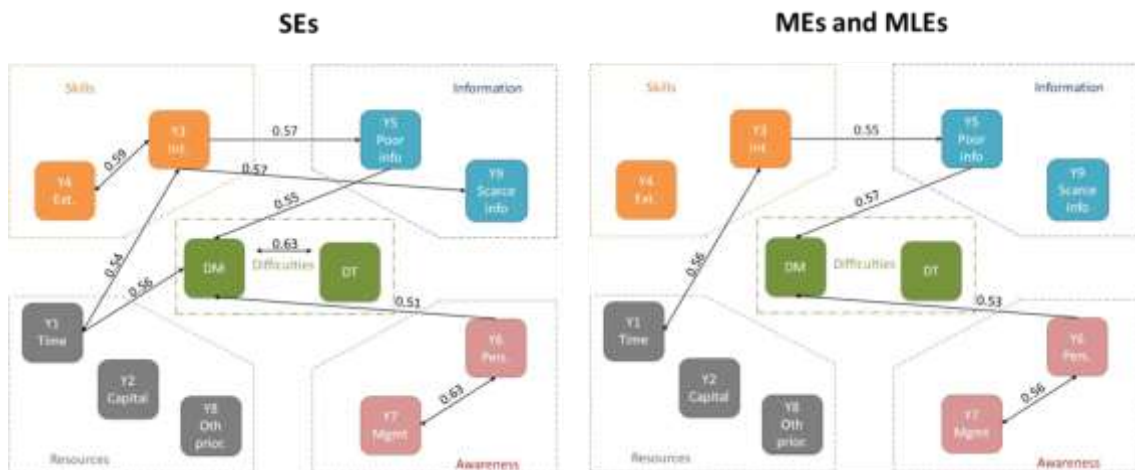 SEs
Skills
Information
Y3
Int.
0.57
Y5
Poor
info
0.59
Y4
Ext.
0.57
Y9
Scarce
info
0.55
DM
0.63
Difficulties
DT
0.54
0.56
0.51
Y1
Time
Y6
Pers.
Y2
Capital
0.63
Y8
Oth
prior.
Y7
Mgmt
Resources
Awareness
MEs and MLEs
Skills
Information
Y3
Int.
0.55
Y5
Poor
info
Y4
Ext.
Y9
Scarce
info
0.57
DM
Difficulties
DT
0.56
0.53
Y1
Time
Y6
Pers.
Y2
Capital
0.56
Y8
Oth
prior.
Y7
Mgmt
Resources
Awareness